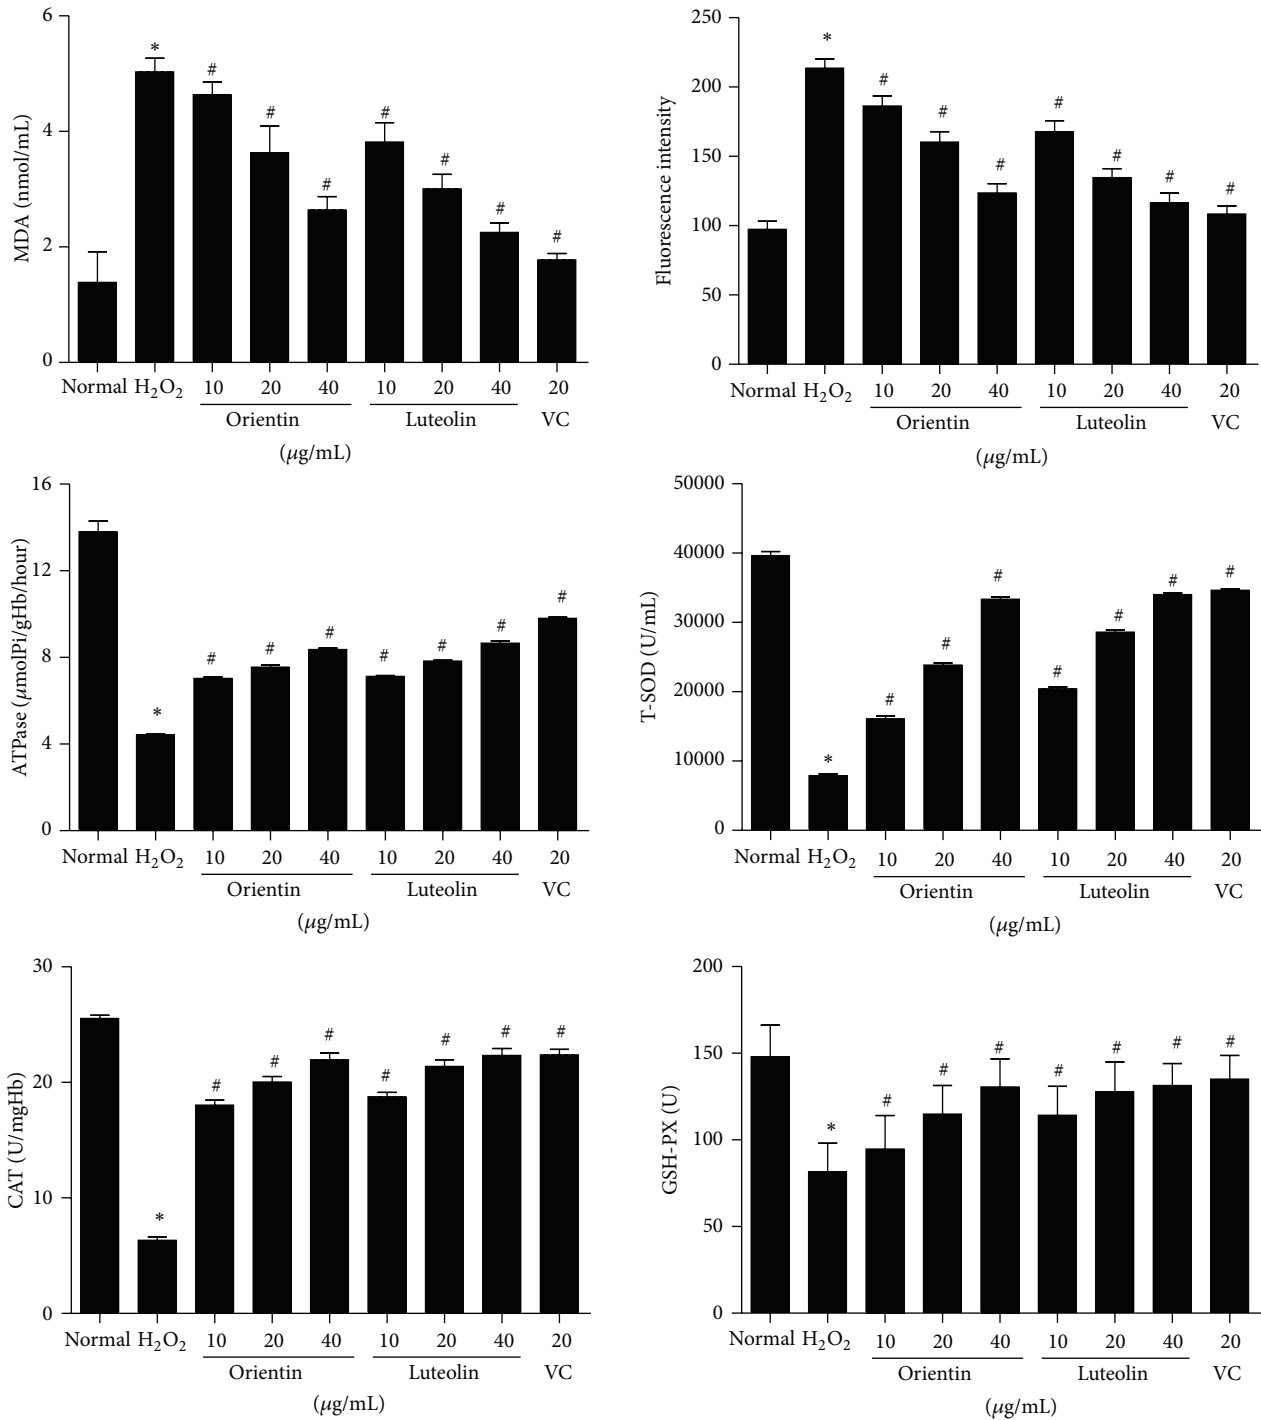 MDA (nmol/mL)
6
4
2
0
* # # # # # # #
Normal H₂O₂ 10 20 40 10 20 40 20
Orientin Luteolin VC
(μg/mL)
Fluorescence intensity
250
200
150
100
50
0
* # # # # # # #
Normal H₂O₂ 10 20 40 10 20 40 20
Orientin Luteolin VC
(μg/mL)
ATPase (μmolPi/gHb/hour)
16
12
8
4
0
* # # # # # # #
Normal H₂O₂ 10 20 40 10 20 40 20
Orientin Luteolin VC
(μg/mL)
T-SOD (U/mL)
50000
40000
30000
20000
10000
0
* # # # # # # #
Normal H₂O₂ 10 20 40 10 20 40 20
Orientin Luteolin VC
(μg/mL)
CAT (U/mgHb)
30
20
10
0
* # # # # # # #
Normal H₂O₂ 10 20 40 10 20 40 20
Orientin Luteolin VC
(μg/mL)
GSH-PX (U)
200
150
100
50
0
* # # # # # # #
Normal H₂O₂ 10 20 40 10 20 40 20
Orientin Luteolin VC
(μg/mL)